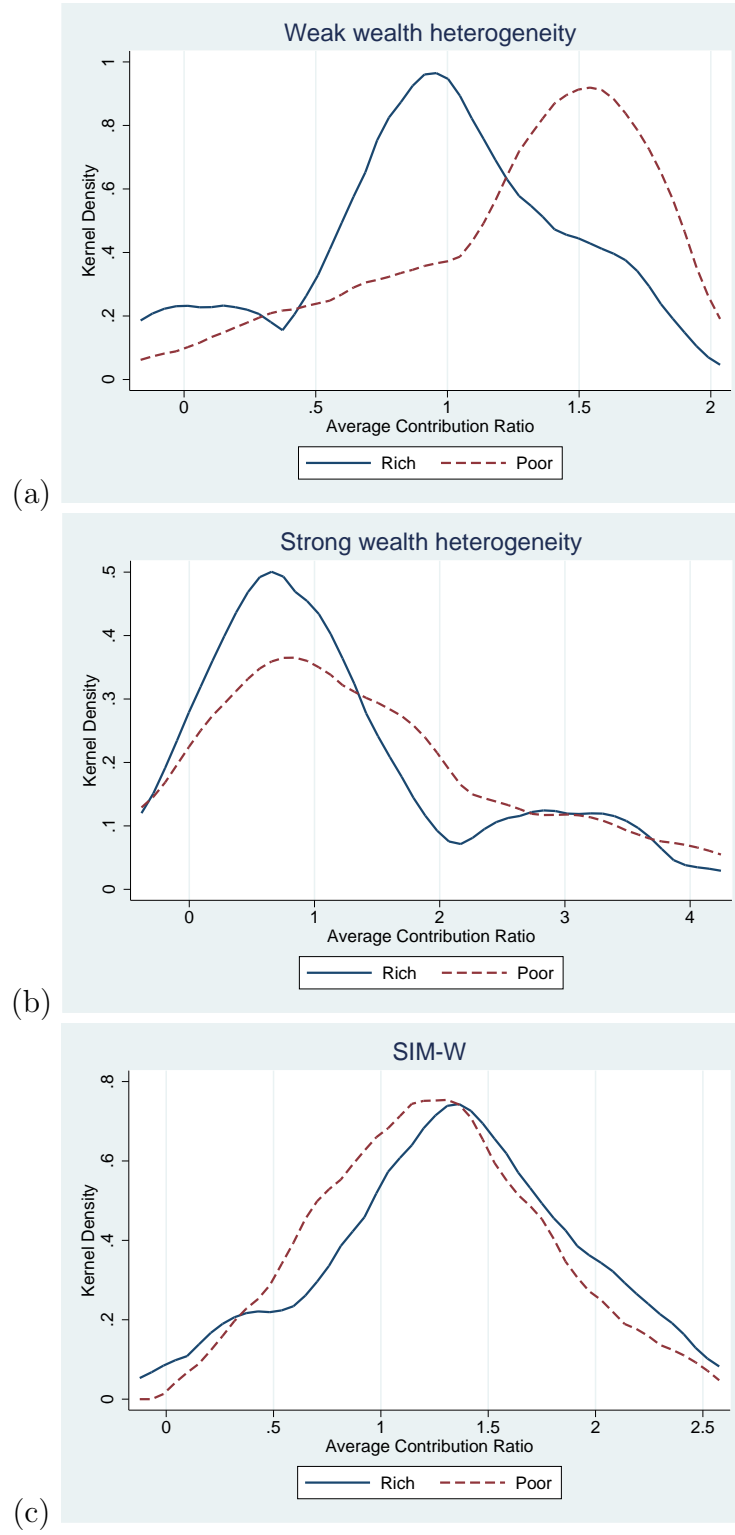 Weak wealth heterogeneity
Kernel Density
1
.8
.6
.4
.2
0
0 .5 1 1.5 2
Average Contribution Ratio
Rich Poor
(a)
Strong wealth heterogeneity
Kernel Density
.5
.4
.3
.2
.1
0
0 1 2 3 4
Average Contribution Ratio
Rich Poor
(b)
SIM-W
Kernel Density
.8
.6
.4
.2
0
0 .5 1 1.5 2 2.5
Average Contribution Ratio
Rich Poor
(c)